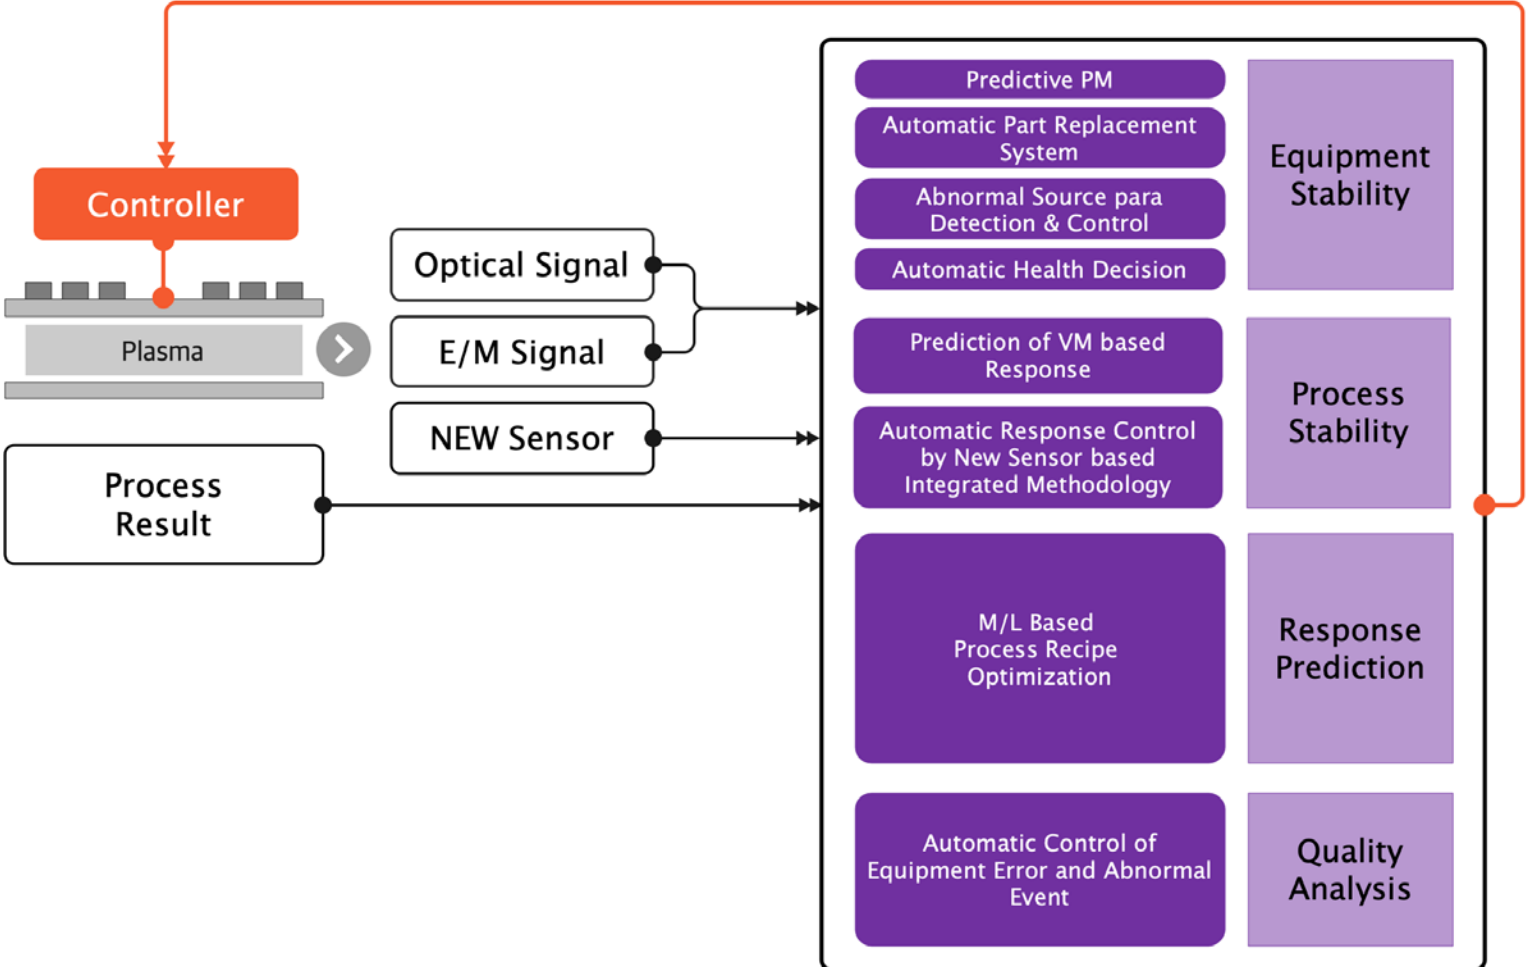 Controller
Plasma
Process
Result
Optical Signal
E/M Signal
NEW Sensor
Predictive PM
Automatic Part Replacement
System
Abnormal Source para
Detection & Control
Automatic Health Decision
Equipment
Stability
Prediction of VM based
Response
Automatic Response Control
by New Sensor based
Integrated Methodology
Process
Stability
M/L Based
Process Recipe
Optimization
Response
Prediction
Automatic Control of
Equipment Error and Abnormal
Event
Quality
Analysis